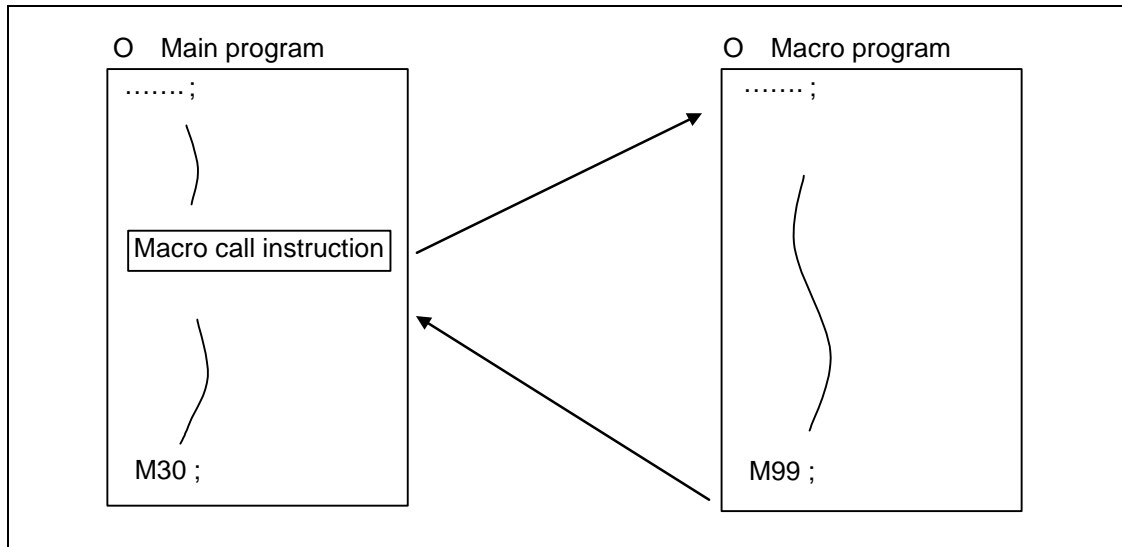 O Main program
....... ;
Macro call instruction
M30 ;
O Macro program
....... ;
M99 ;